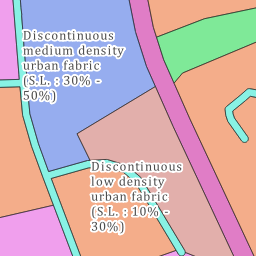 Discontinuous
medium density
urban fabric
(S.L. : 30% -
50%)
Discontinuous
low density
urban fabric
(S.L. : 10% -
30%)